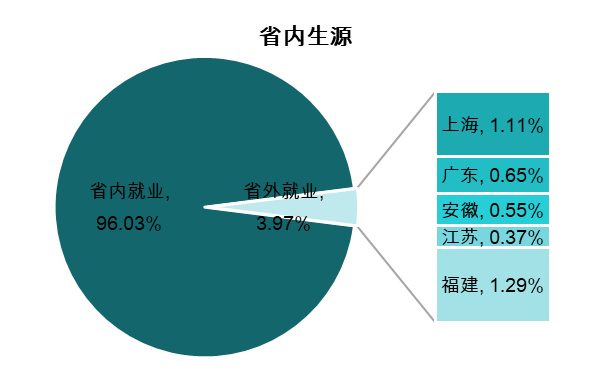 省内生源
省内就业,
96.03%
省外就业,
3.97%
上海, 1.11%
广东, 0.65%
安徽, 0.55%
江苏, 0.37%
福建, 1.29%